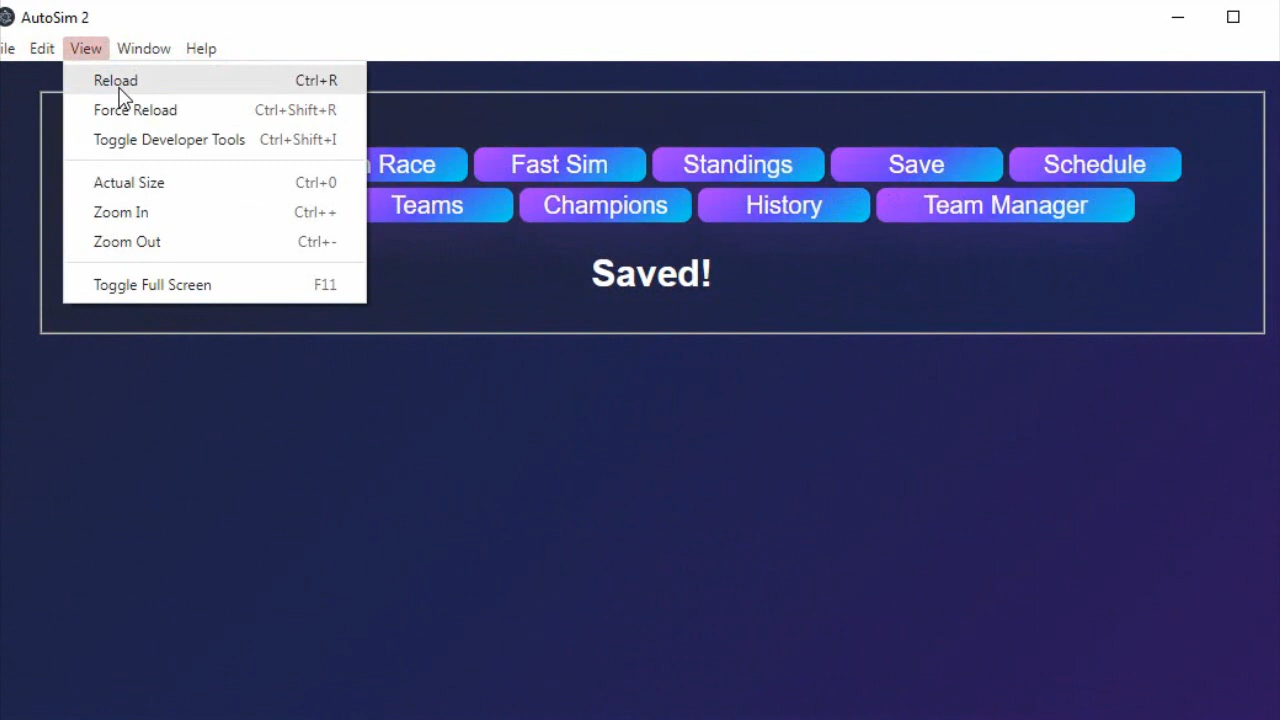 AutoSim 2
ile Edit View Window Help
Reload Ctrl+R
Force Reload Ctrl+Shift+R
Toggle Developer Tools Ctrl+Shift+I
Actual Size Ctrl+0
Zoom In Ctrl++
Zoom Out Ctrl+-
Toggle Full Screen F11
Race Fast Sim Standings Save Schedule
Teams Champions History Team Manager
Saved!